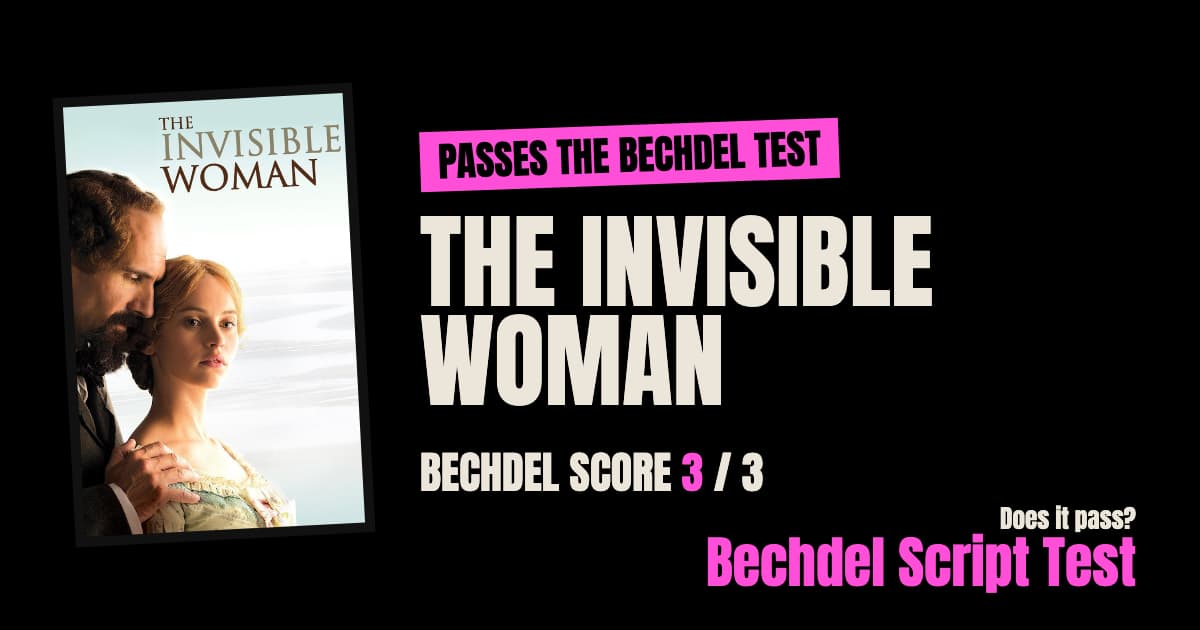 THE
INVISIBLE
WOMAN
PASSES THE BECHDEL TEST
THE INVISIBLE
WOMAN
BECHDEL SCORE 3 / 3
Does it pass?
Bechdel Script Test